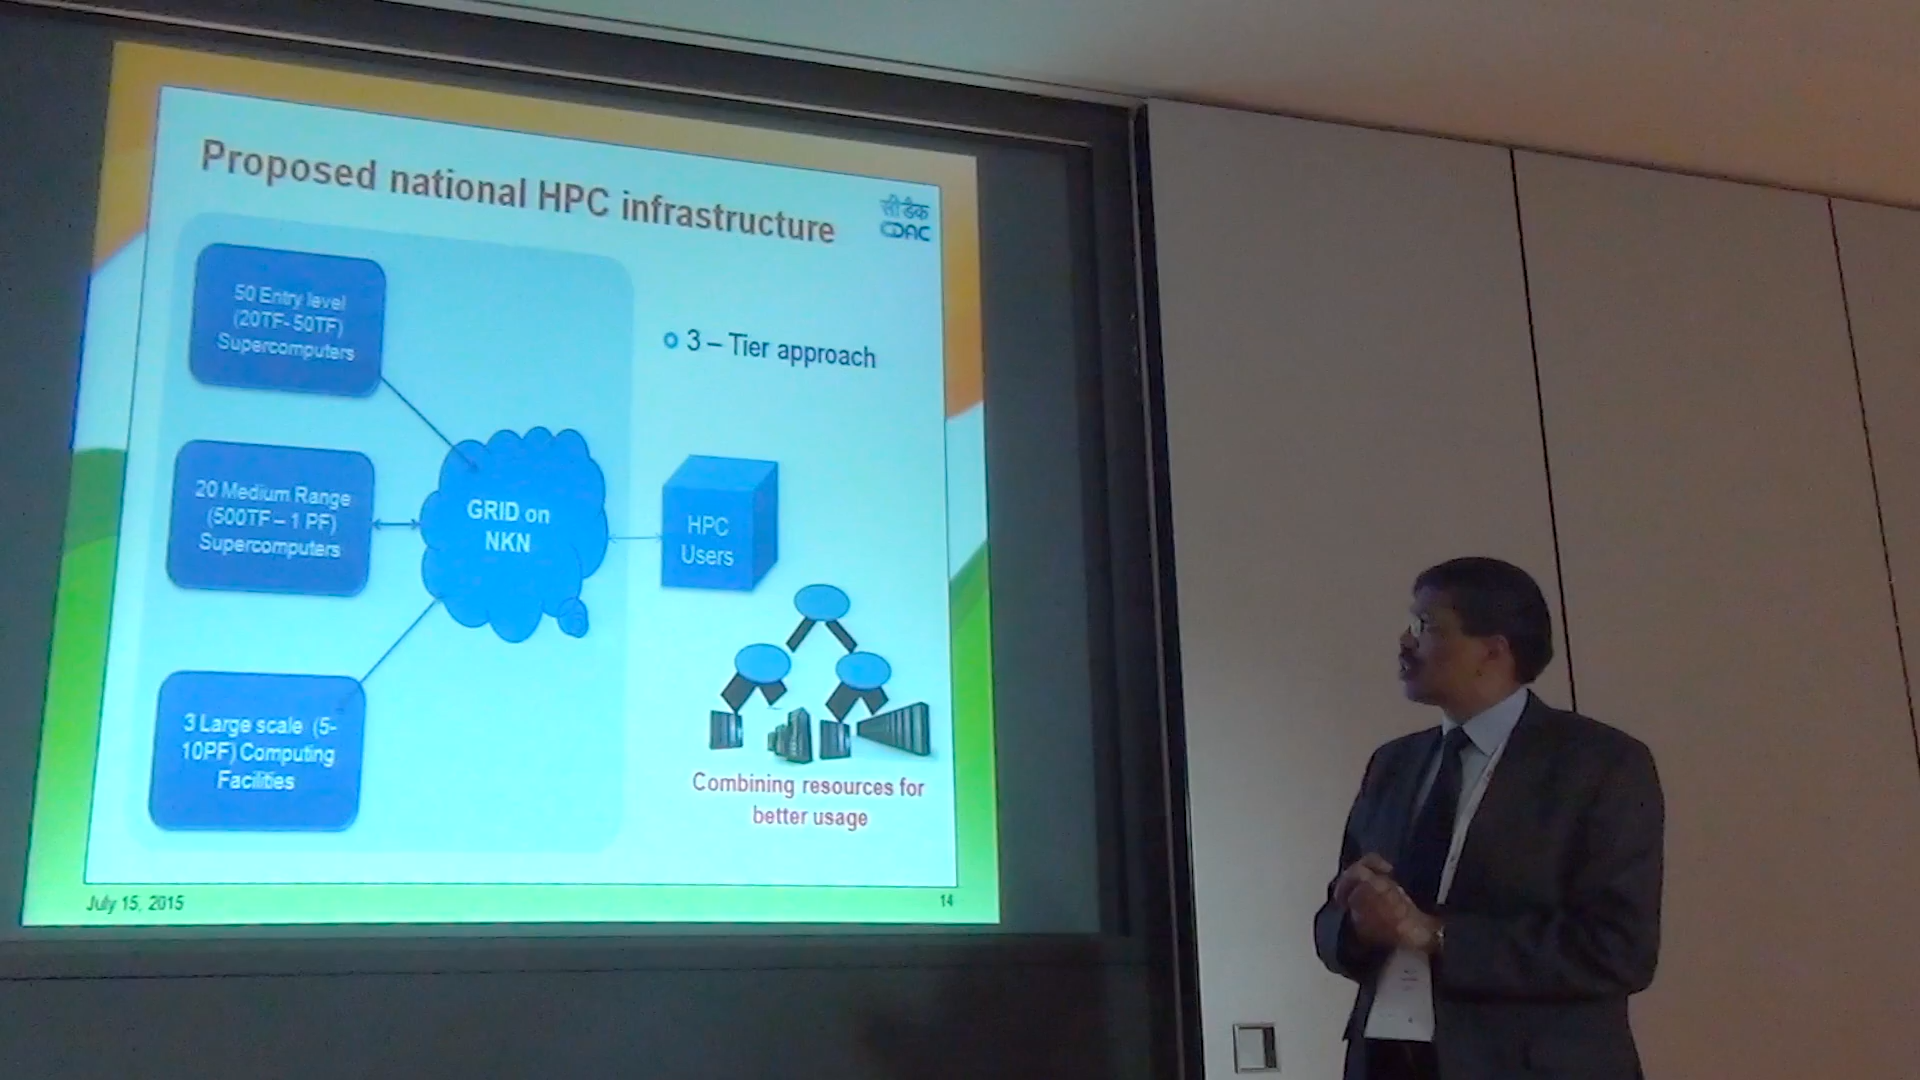 Proposed national HPC infrastructure
सी डैक
CDAC
50 Entry level
(20TF- 50TF)
Supercomputers
3 – Tier approach
20 Medium Range
(500TF – 1 PF)
Supercomputers
GRID on
NKN
HPC
Users
3 Large scale (5-
10PF) Computing
Facilities
Combining resources for
better usage
July 15, 2015
14